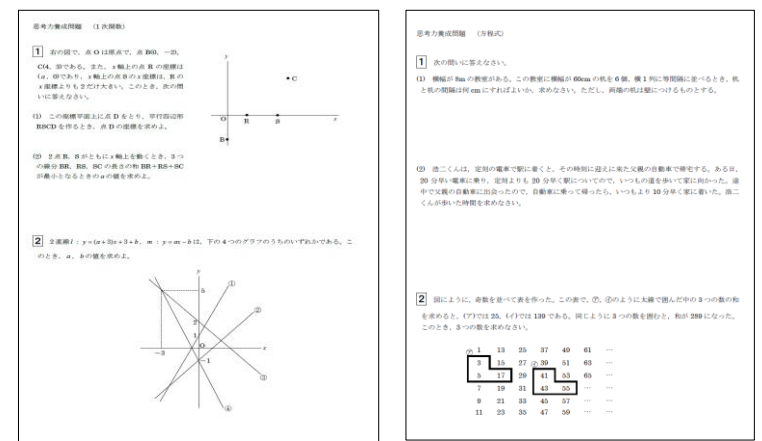 思考力養成問題 (1次関数)
1 右の図で、点Oは原点で、点B(0, −2)、
C(4, 3)である。また、x軸上の点Rの座標は
(a, 0)であり、x軸上の点Sのx座標は、Rの
x座標よりも2だけ大きい。このとき、次の問
いに答えなさい。
(1) この座標平面上に点Dをとり、平行四辺形
RSCDを作るとき、点Dの座標を求めよ。
(2) 2点R、Sがともにx軸上を動くとき、3つ
の線分BR、RS、SCの長さの和BR+RS+SC
が最小となるときのaの値を求めよ。
y
C
O R S x
B
2 2直線l:y=(a+3)x+3+b、m:y=ax−bは、下の4つのグラフのうちのいずれかである。こ
のとき、a、bの値を求めよ。
y
①
5
②
2
1
O
−3 x
−1
③
④
思考力養成問題 (方程式)
1 次の問いに答えなさい。
(1) 横幅が8mの教室がある。この教室に横幅が60cmの机を6個、横1列に等間隔に並べるとき、机
と机の間隔は何cmにすればよいか、求めなさい。ただし、両端の机は壁につけるものとする。
(2) 浩二くんは、定刻の電車で駅に着くと、その時刻に迎えに来た父親の自動車で帰宅する。ある日、
20分早い電車に乗り、定刻よりも20分早く駅についてので、いつもの道を歩いて家に向かった。途
中で父親の自動車に出会ったので、自動車に乗って帰ったら、いつもより10分早く家に着いた。浩二
くんが歩いた時間を求めなさい。
2 図にように、奇数を並べて表を作った。この表で、㋐、㋑のように太線で囲んだ中の3つの数の和
を求めると、(ア)では25、(イ)では139である。同じように3つの数を囲むと、和が289になった。
このとき、3つの数を求めなさい。
㋐ 1 13 25 37 49 61 …
3 15 27 ㋑ 39 51 63 …
5 17 29 41 53 65 …
7 19 31 43 55 … …
9 21 33 45 57 … …
11 23 35 47 59 … …